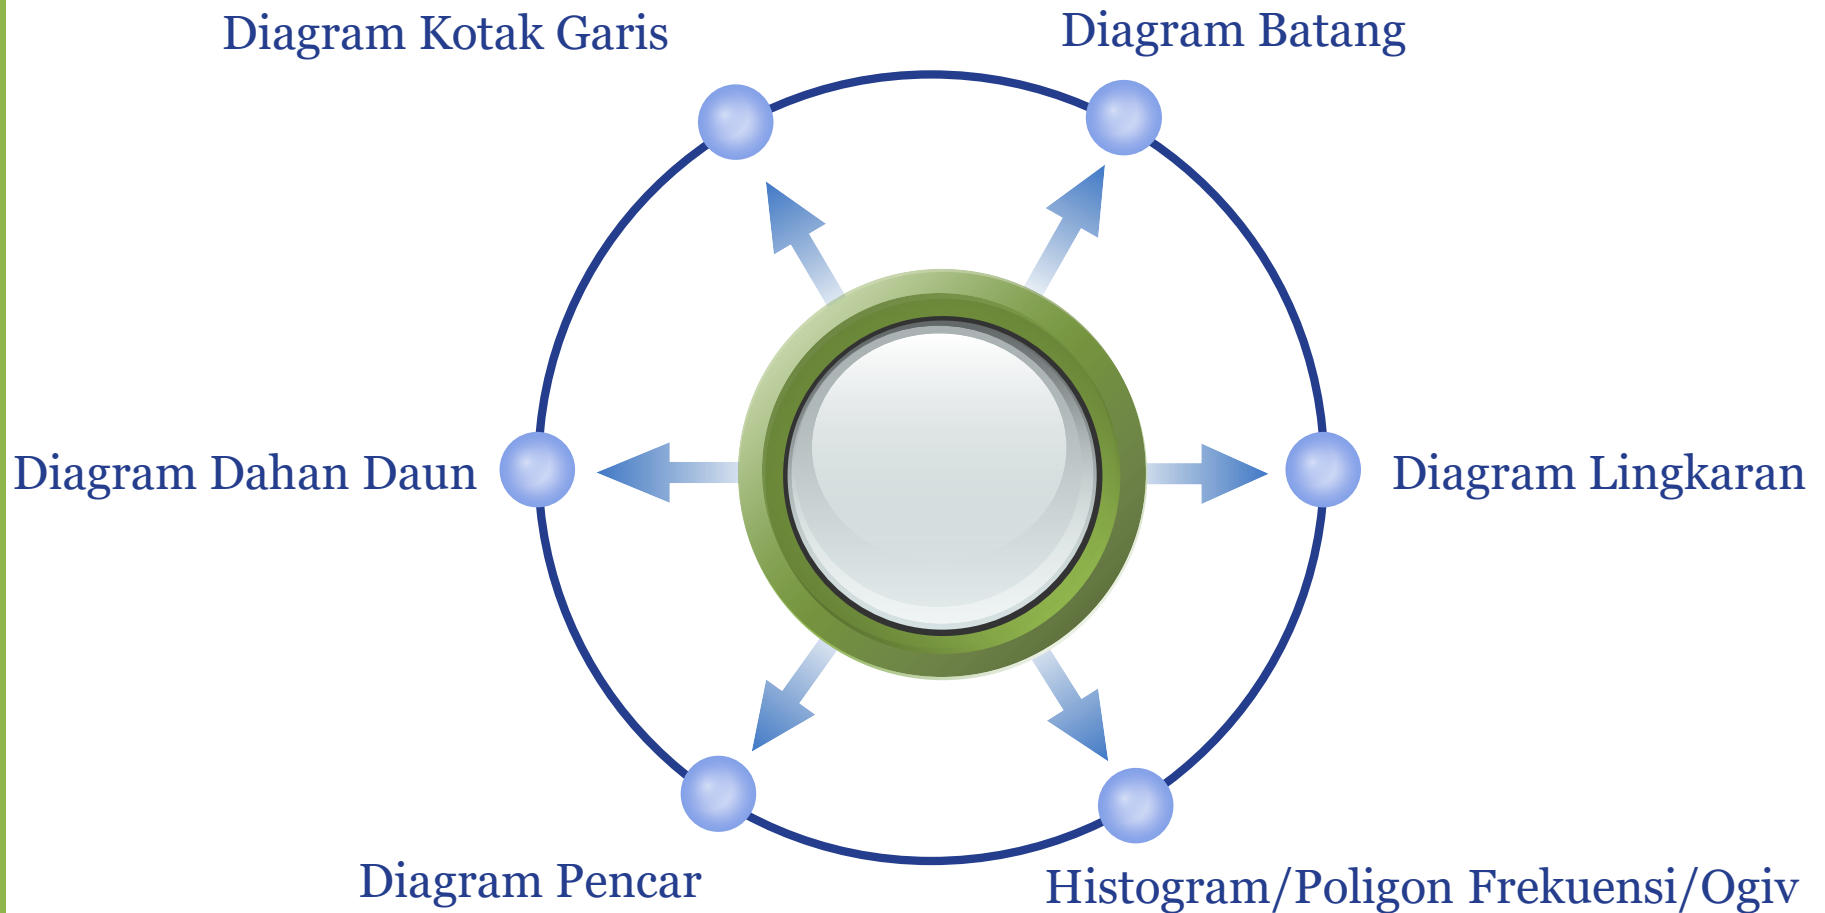 Diagram Kotak Garis
Diagram Batang
Diagram Dahan Daun
Diagram Lingkaran
Diagram Pencar
Histogram/Poligon Frekuensi/Ogiv